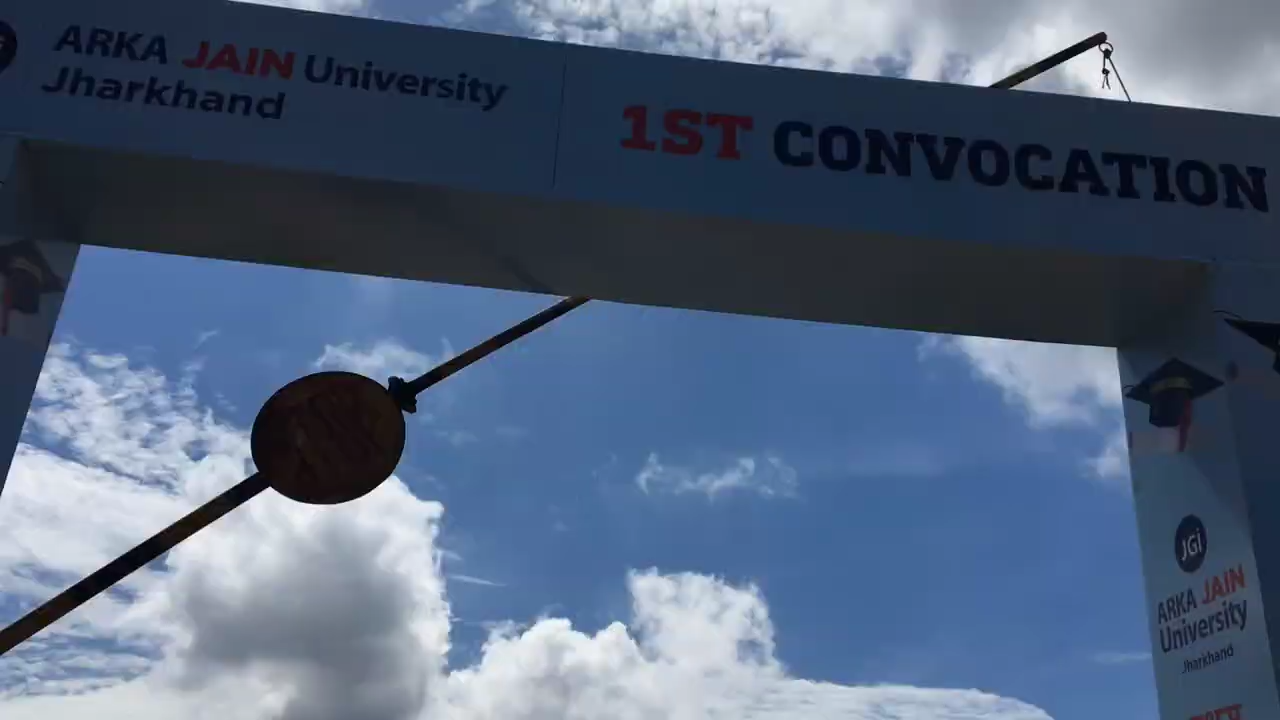 ARKA JAIN University
Jharkhand
1ST CONVOCATION
JGi
ARKA JAIN
University
Jharkhand